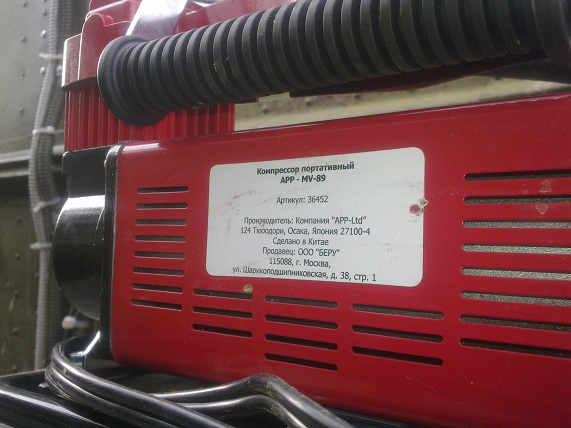 Компрессор портативный
APP - MV-89
Артикул: 36452
Производитель: Компания "APP-Ltd"
124 Тюоодори, Осака, Япония 27100-4
Сделано в Китае
Продавец: ООО "БЕРУ"
115088, г. Москва,
ул. Шарикоподшипниковская, д. 38, стр. 1